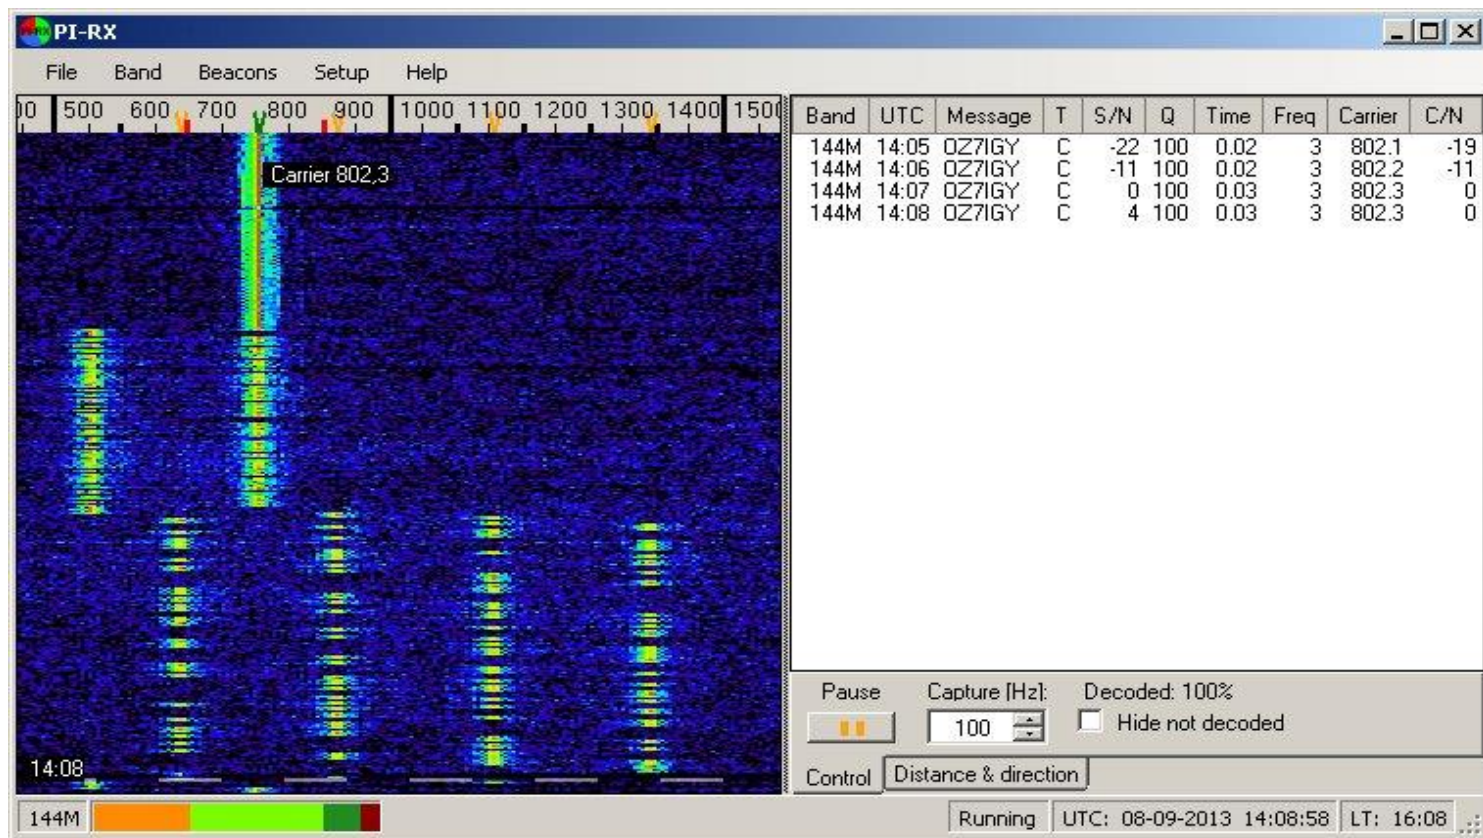 PI-RX
File Band Beacons Setup Help
500 600 700 800 900 1000 1100 1200 1300 1400 1500
Carrier 802,3
14:08
Band UTC Message T S/N Q Time Freq Carrier C/N
144M 14:05 OZ7IGY C -22 100 0.02 3 802.1 -19
144M 14:06 OZ7IGY C -11 100 0.02 3 802.2 -11
144M 14:07 OZ7IGY C 0 100 0.03 3 802.3 0
144M 14:08 OZ7IGY C 4 100 0.03 3 802.3 0
Pause Capture [Hz]: Decoded: 100%
100 Hide not decoded
Control Distance & direction
144M Running UTC: 08-09-2013 14:08:58 LT: 16:08